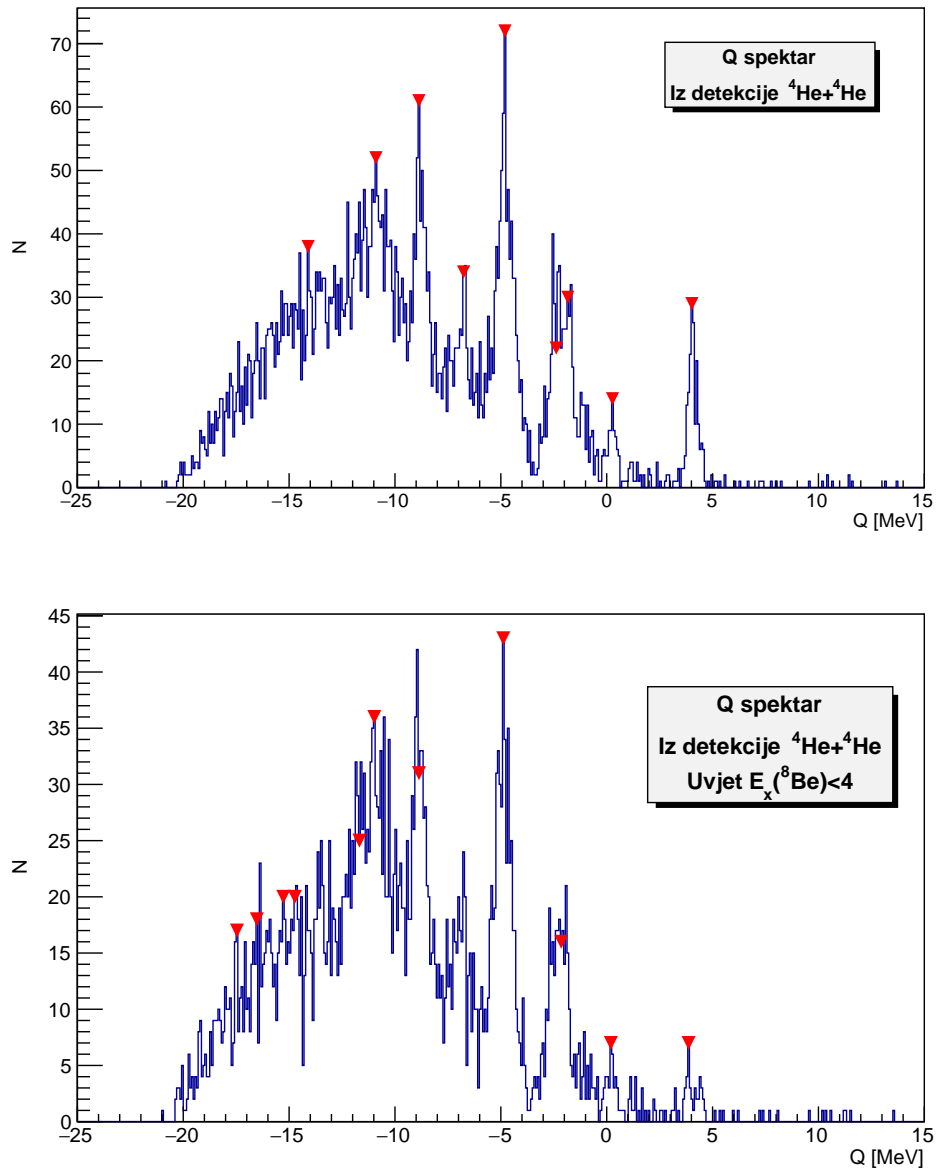 70
60
50
40
30
20
10
0
N
Q spektar
Iz detekcije ⁴He+⁴He
−25 −20 −15 −10 −5 0 5 10 15
Q [MeV]
45
40
35
30
25
20
15
10
5
0
N
Q spektar
Iz detekcije ⁴He+⁴He
Uvjet Eₓ(⁸Be)<4
−25 −20 −15 −10 −5 0 5 10 15
Q [MeV]